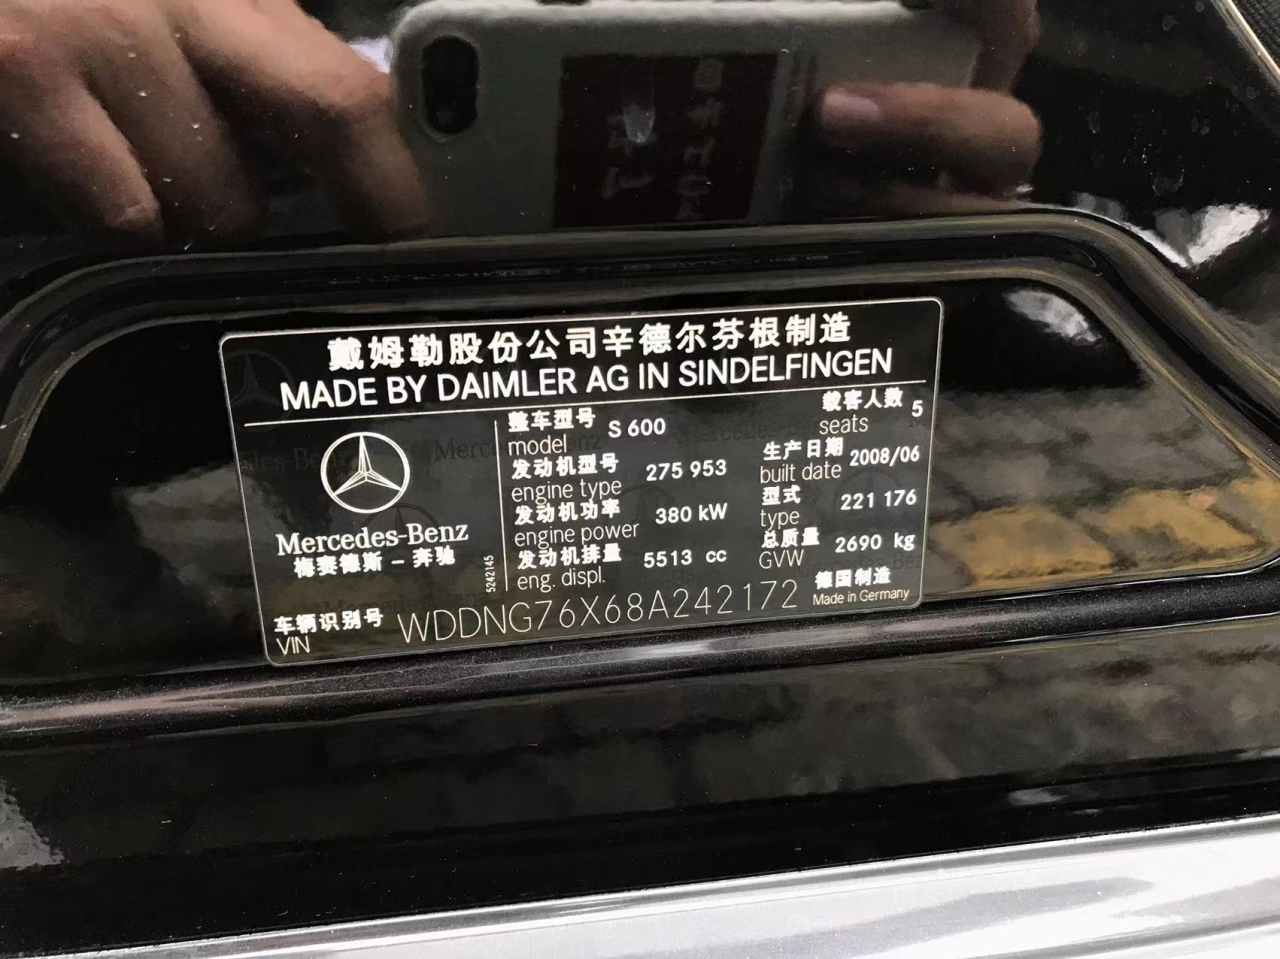 戴姆勒股份公司辛德尔芬根制造
MADE BY DAIMLER AG IN SINDELFINGEN
Mercedes-Benz
梅赛德斯－奔驰
5242145
整车型号
model S 600
发动机型号
engine type 275 953
发动机功率
engine power 380 kW
发动机排量
eng. displ. 5513 cc
载客人数
seats 5
生产日期
built date 2008/06
型式
type 221 176
总质量
GVW 2690 kg
德国制造
Made in Germany
车辆识别号
VIN WDDNG76X68A242172